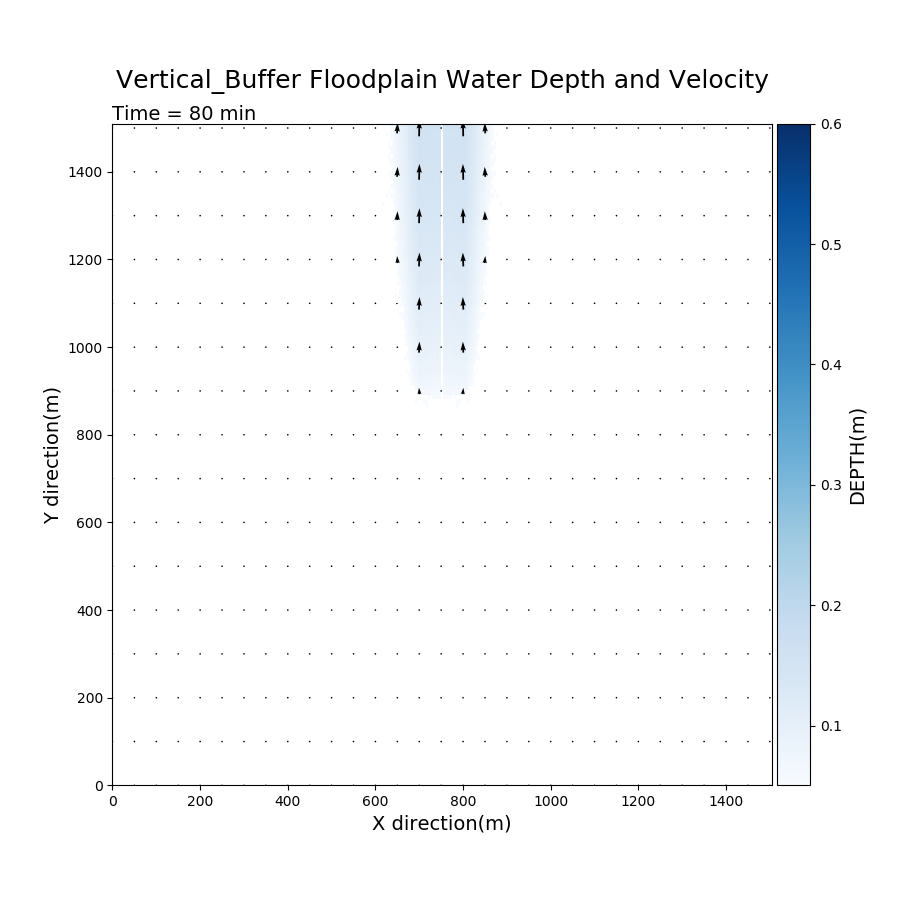 Vertical_Buffer Floodplain Water Depth and Velocity
Time = 80 min
1400
1200
1000
800
600
400
200
0
Y direction(m)
0 200 400 600 800 1000 1200 1400
X direction(m)
0.6
0.5
0.4
0.3
0.2
0.1
DEPTH(m)